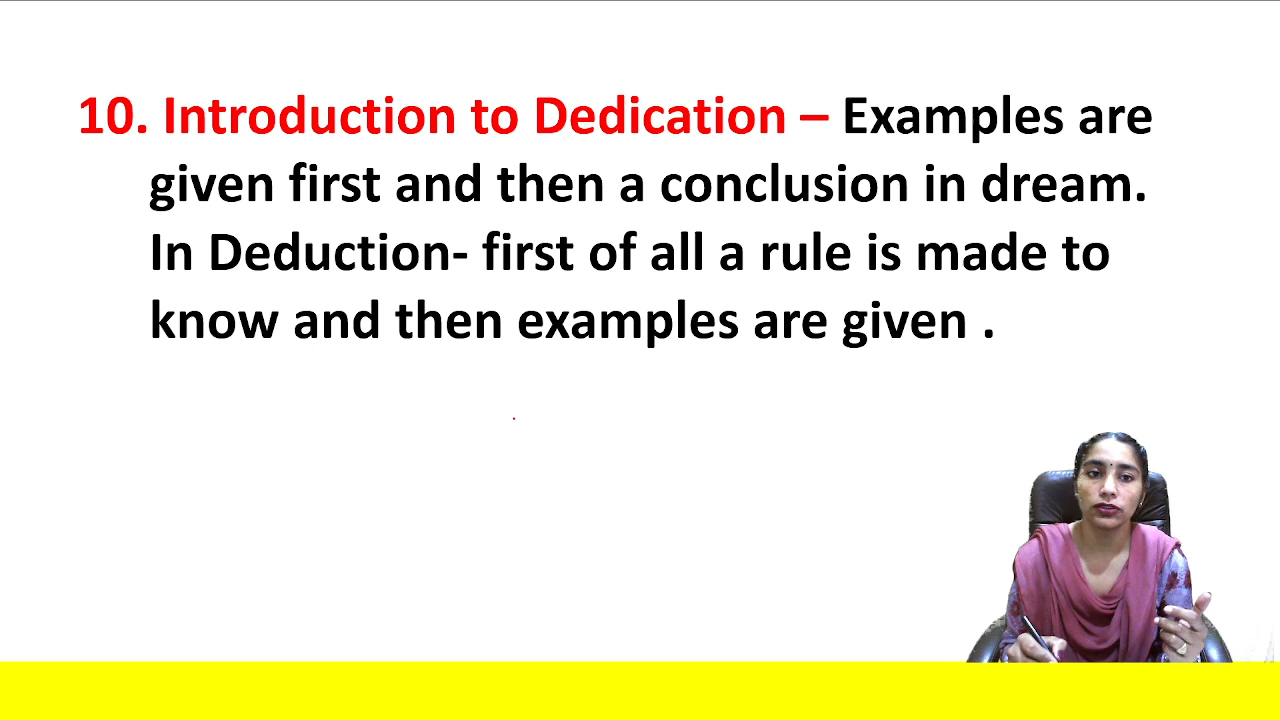 10. Introduction to Dedication – Examples are
given first and then a conclusion in dream.
In Deduction- first of all a rule is made to
know and then examples are given .